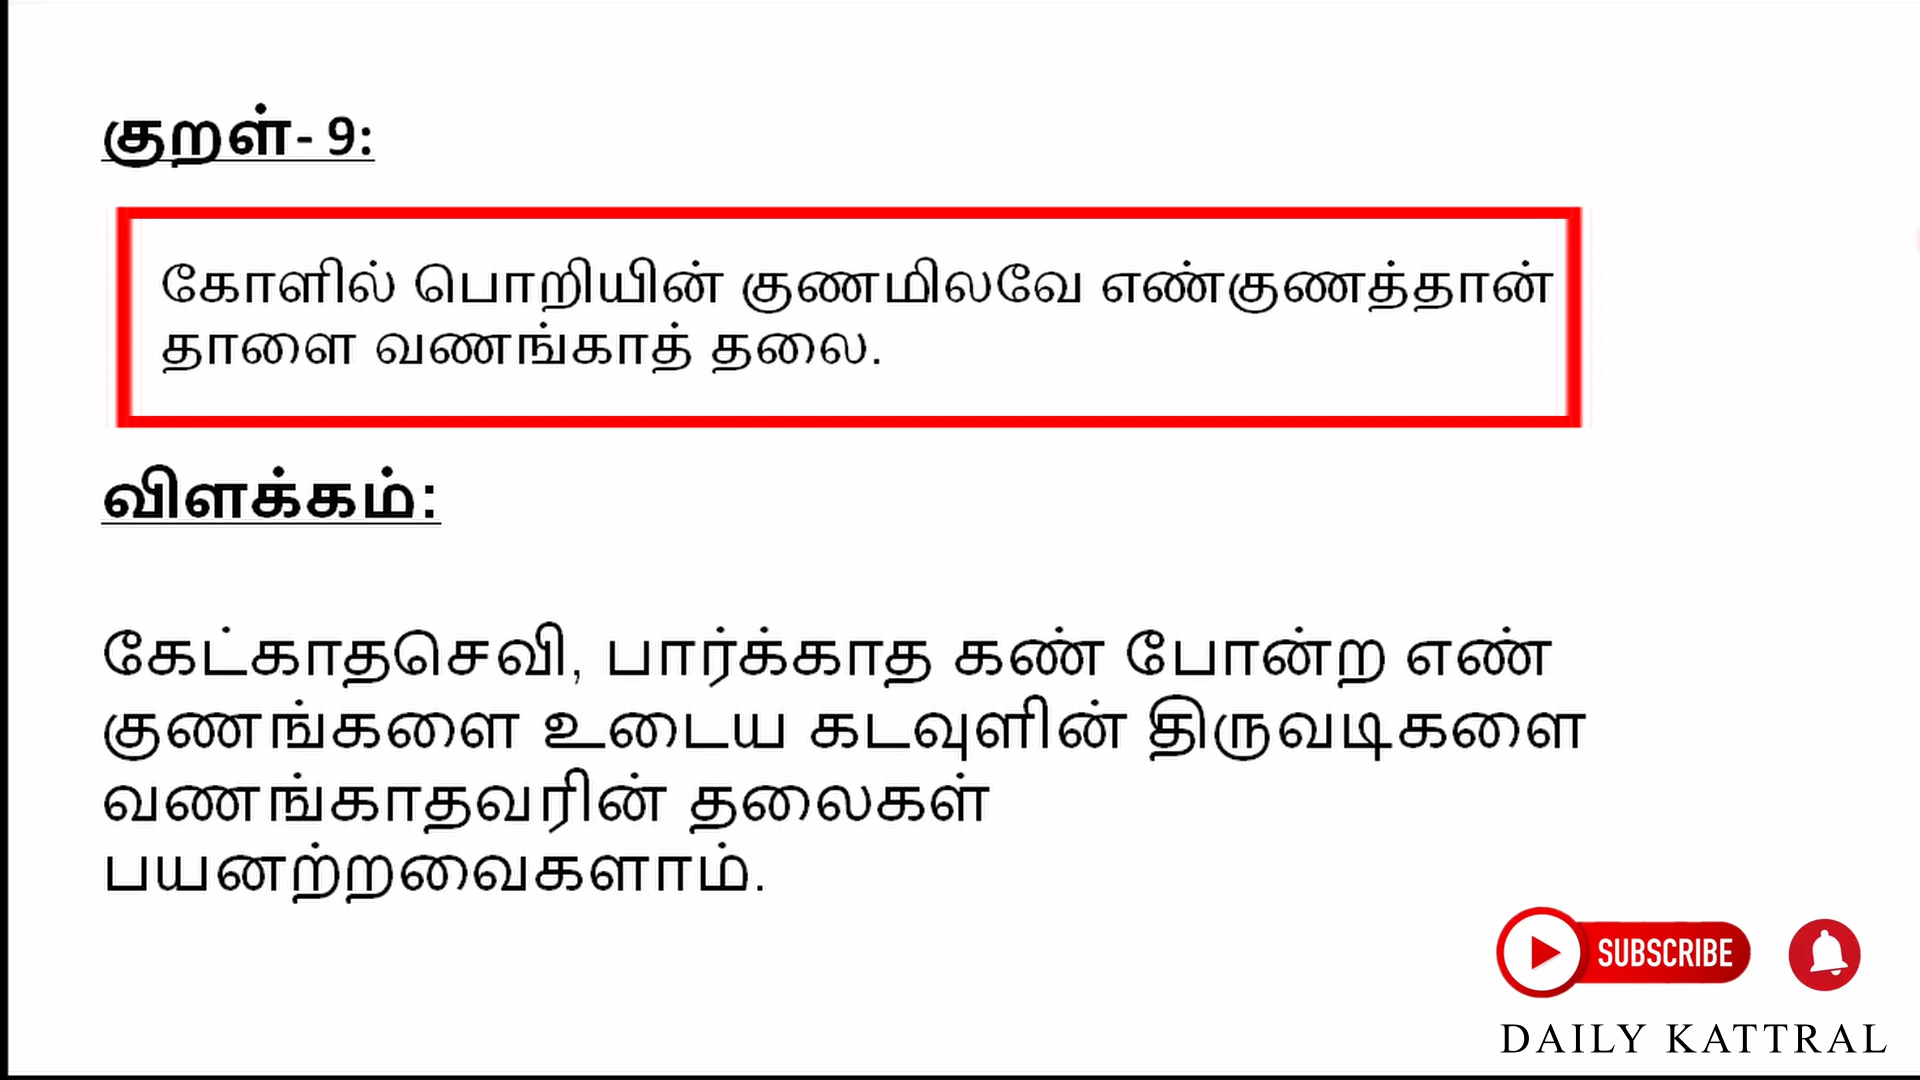 குறள்- 9:
கோளில் பொறியின் குணமிலவே எண்குணத்தான்
தாளை வணங்காத் தலை.
விளக்கம்:
கேட்காதசெவி, பார்க்காத கண் போன்ற எண்
குணங்களை உடைய கடவுளின் திருவடிகளை
வணங்காதவரின் தலைகள்
பயனற்றவைகளாம்.
SUBSCRIBE
DAILY KATTRAL